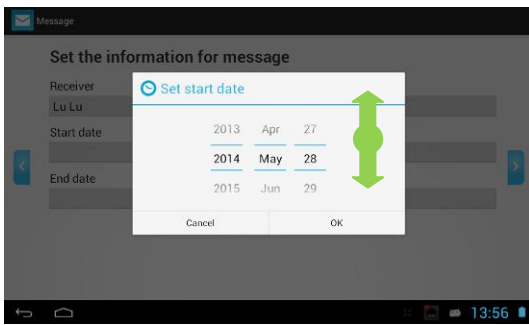 Message
Set the information for message
Receiver
Lu Lu
Start date
End date
Set start date
2013 Apr 27
2014 May 28
2015 Jun 29
Cancel OK
13:56